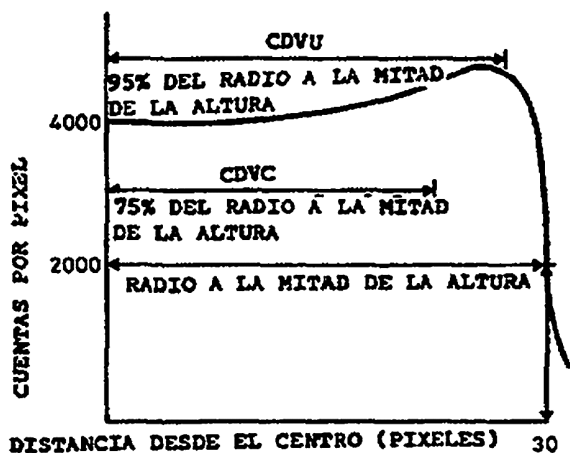 CDVU
95% DEL RADIO A LA MITAD
DE LA ALTURA
4000
CDVC
75% DEL RADIO A LA MITAD
DE LA ALTURA
2000
RADIO A LA MITAD DE LA ALTURA
CUENTAS POR PIXEL
DISTANCIA DESDE EL CENTRO (PIXELES) 30